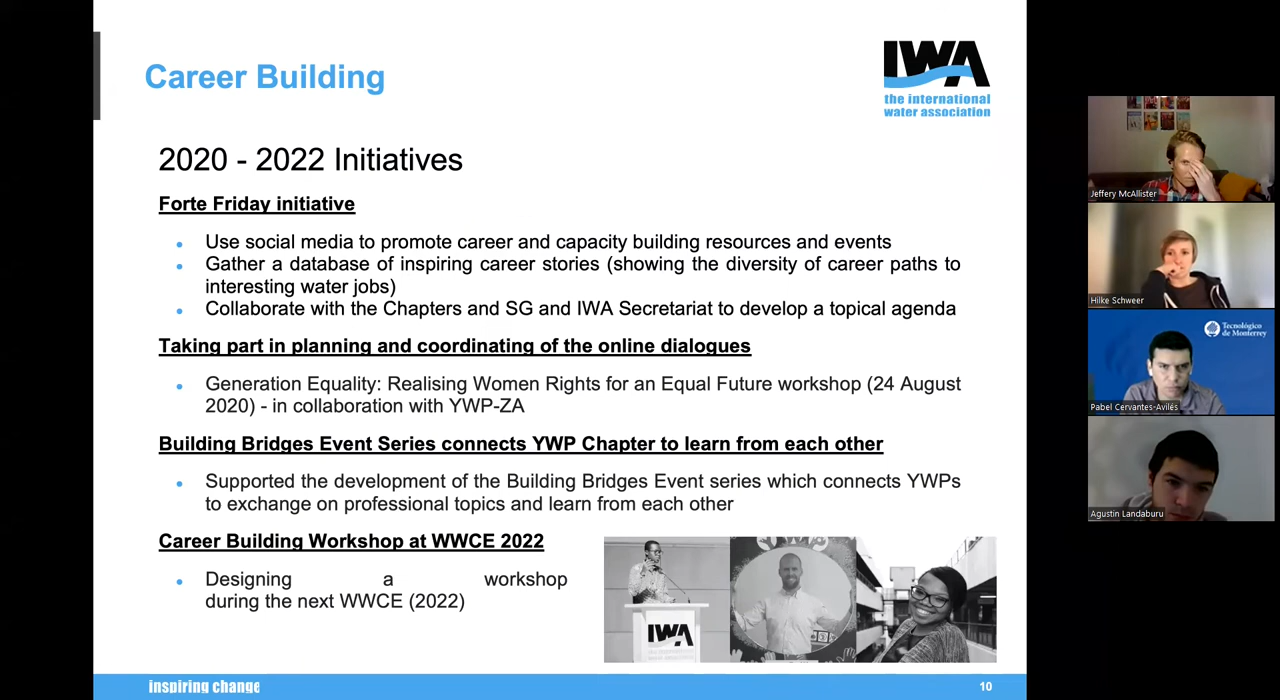 Career Building
IWA
the international
water association
2020 - 2022 Initiatives
Forte Friday initiative
• Use social media to promote career and capacity building resources and events
• Gather a database of inspiring career stories (showing the diversity of career paths to
interesting water jobs)
• Collaborate with the Chapters and SG and IWA Secretariat to develop a topical agenda
Taking part in planning and coordinating of the online dialogues
• Generation Equality: Realising Women Rights for an Equal Future workshop (24 August
2020) - in collaboration with YWP-ZA
Building Bridges Event Series connects YWP Chapter to learn from each other
• Supported the development of the Building Bridges Event series which connects YWPs
to exchange on professional topics and learn from each other
Career Building Workshop at WWCE 2022
• Designing a workshop
during the next WWCE (2022)
IWA
the international
water association
inspiring change
10
Jeffery McAllister
Hilke Schweer
Tecnológico
de Monterrey
Pabel Cervantes-Avilés
Agustin Landaburu